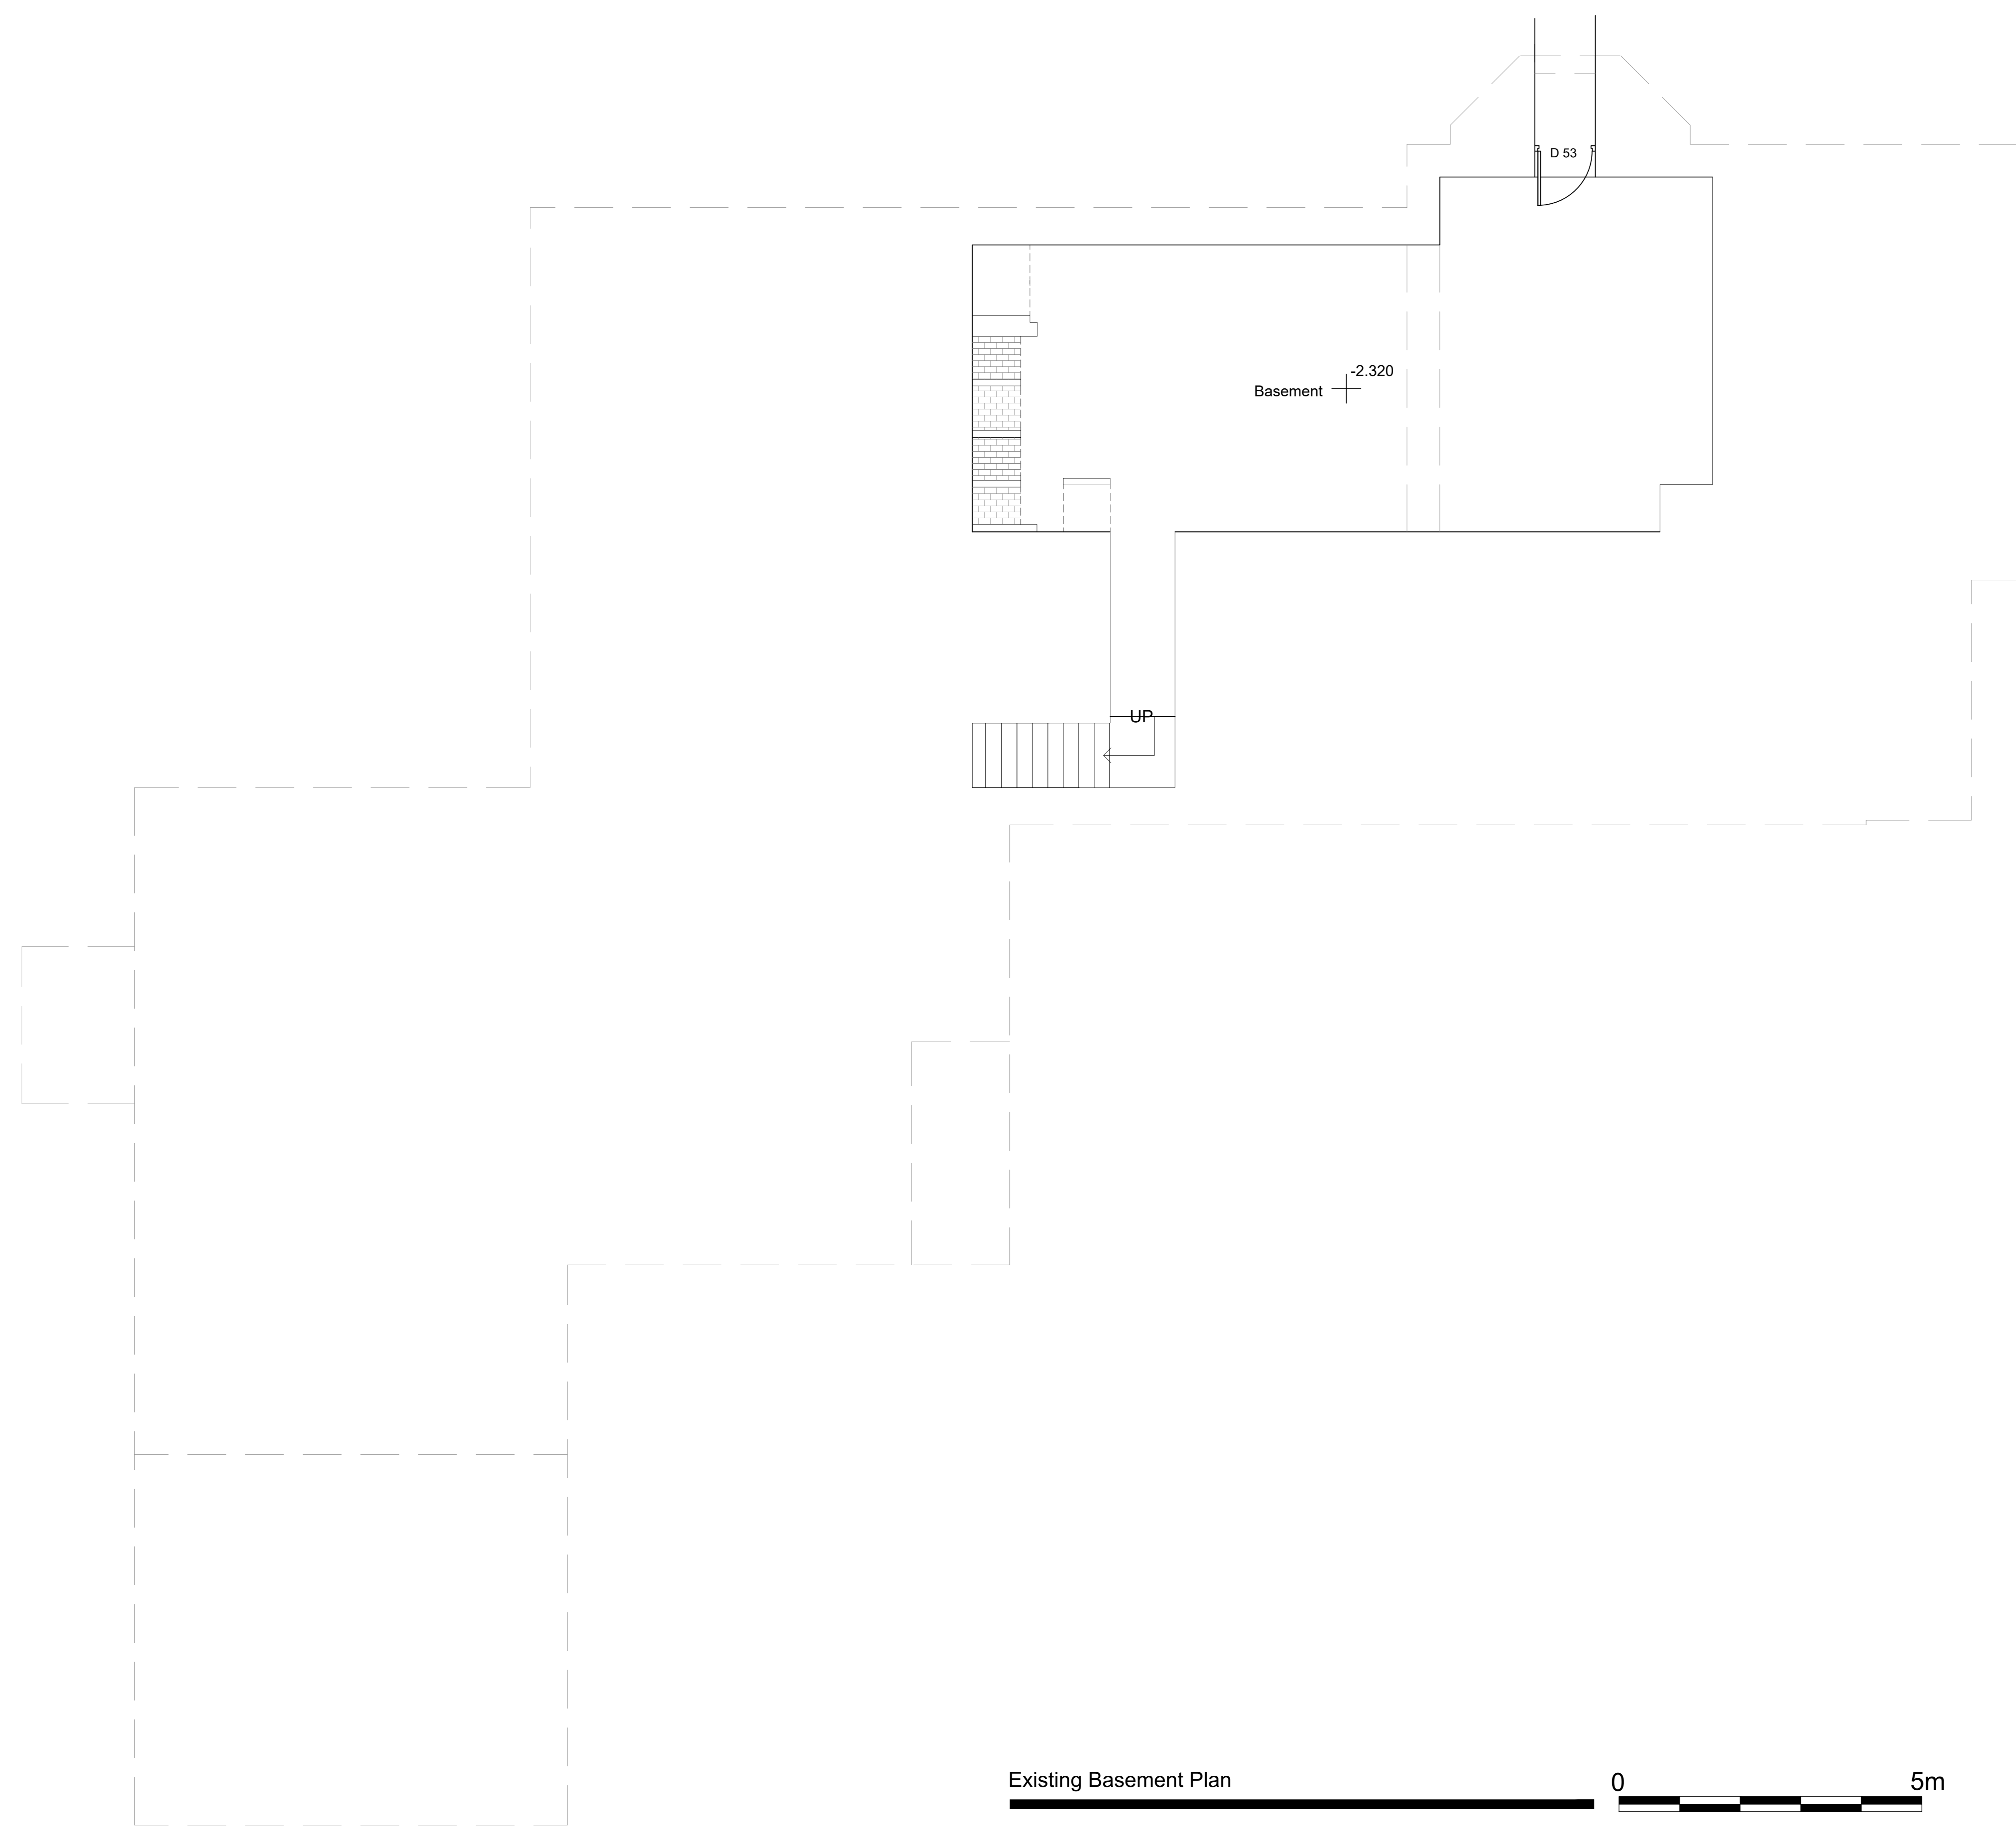 D 53
-2.320
Basement
UP
Existing Basement Plan
0 5m